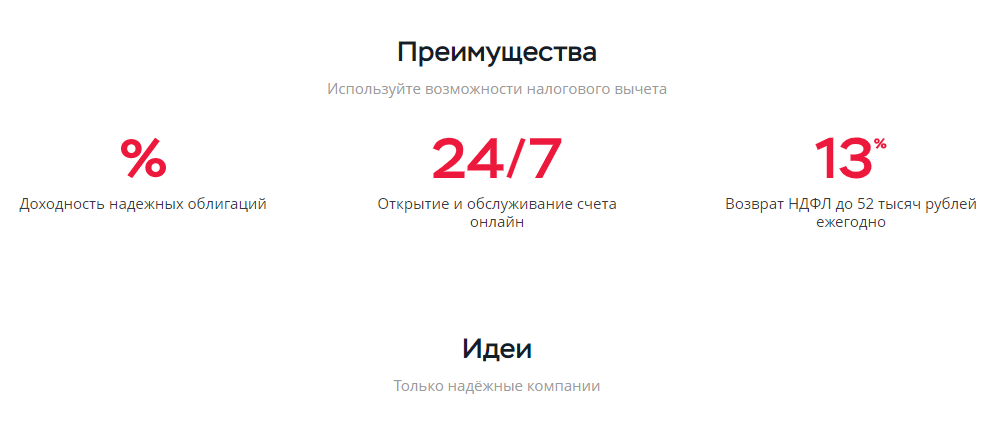 Преимущества
Используйте возможности налогового вычета
%
Доходность надежных облигаций
24/7
Открытие и обслуживание счета
онлайн
13%
Возврат НДФЛ до 52 тысяч рублей
ежегодно
Идеи
Только надёжные компании